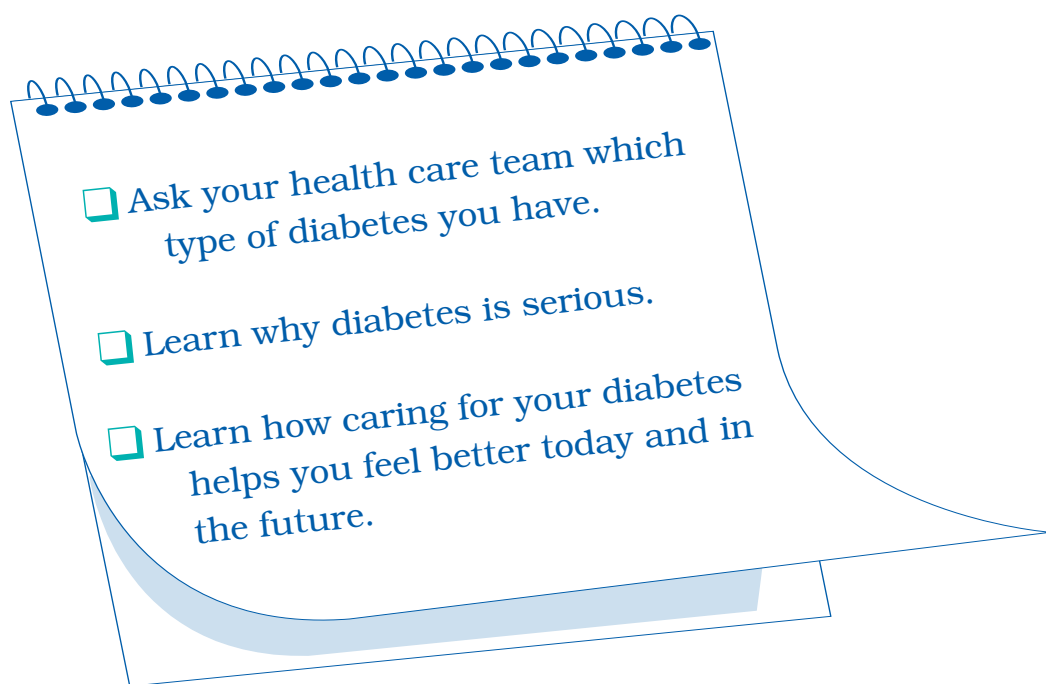 ❏ Ask your health care team which
type of diabetes you have.
❏ Learn why diabetes is serious.
❏ Learn how caring for your diabetes
helps you feel better today and in
the future.